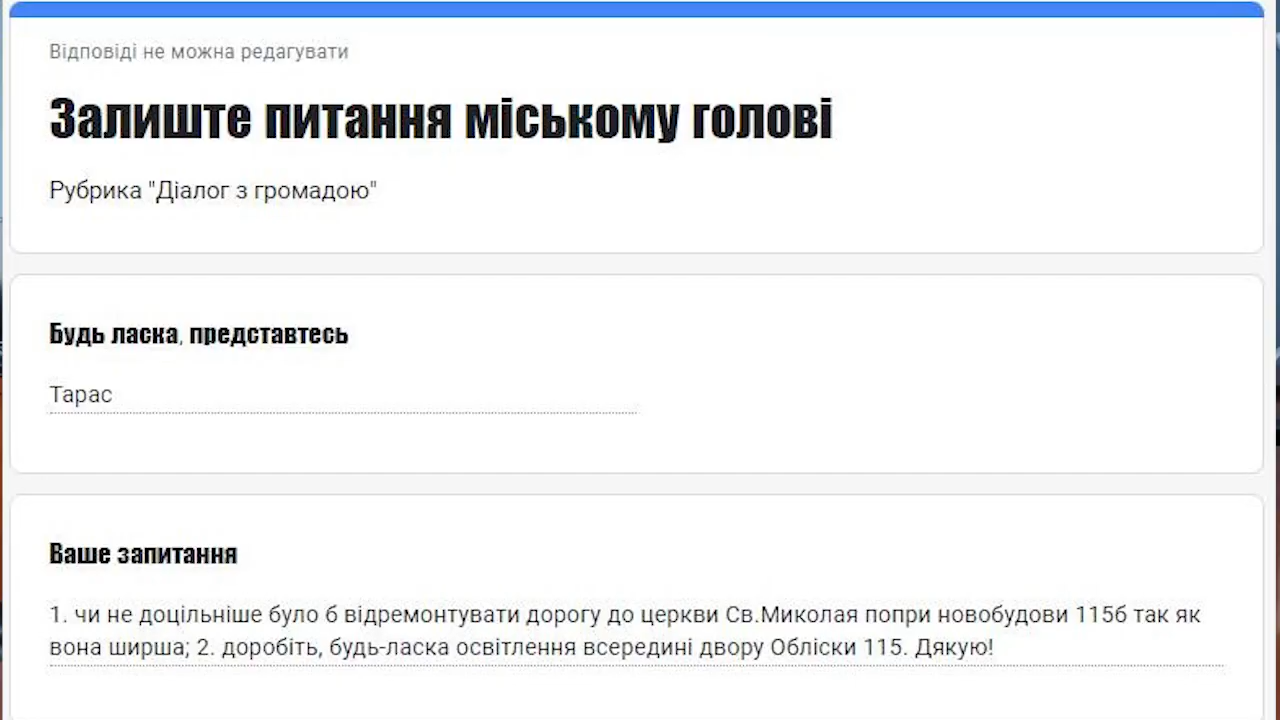 Відповіді не можна редагувати
Залиште питання міському голові
Рубрика "Діалог з громадою"
Будь ласка, представтесь
Тарас
Ваше запитання
1. чи не доцільніше було б відремонтувати дорогу до церкви Св.Миколая попри новобудови 115б так як
вона ширша; 2. доробіть, будь-ласка освітлення всередині двору Обліски 115. Дякую!